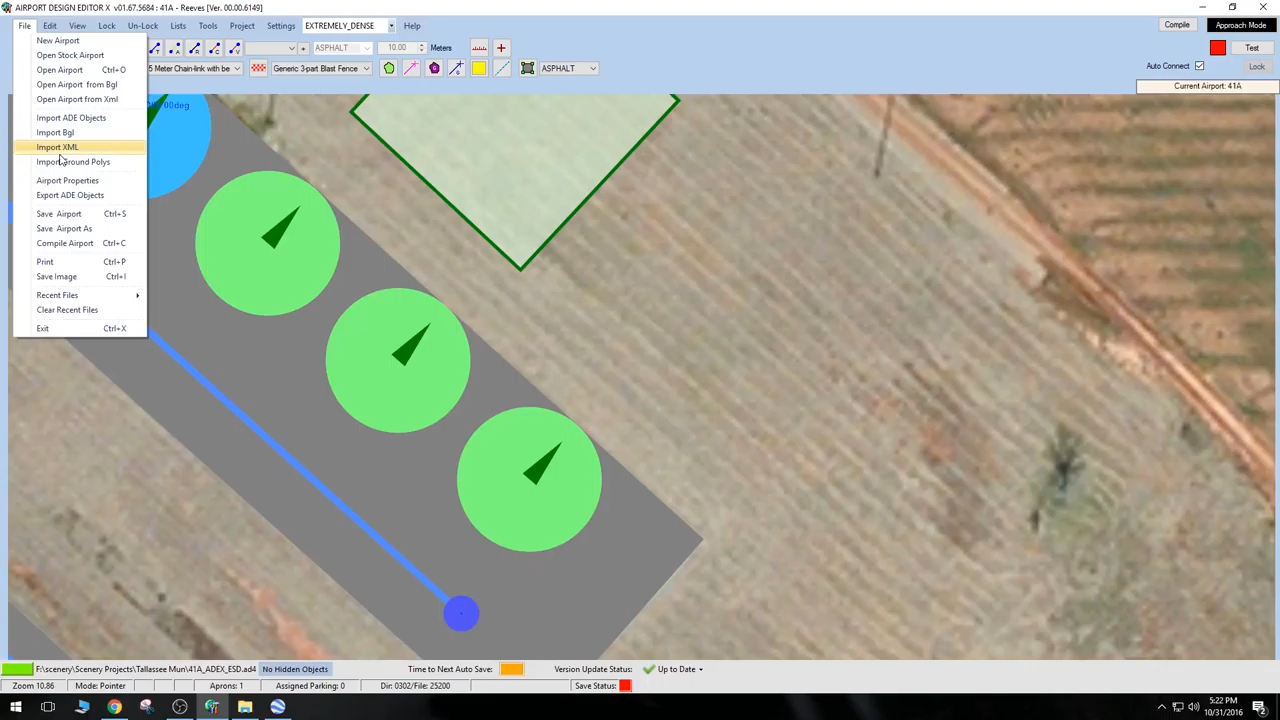 AIRPORT DESIGN EDITOR X v01.67.5684 : 41A - Reeves [Ver. 00.00.6149]
File Edit View Lock Un-Lock Lists Tools Project Settings EXTREMELY_DENSE Help Compile Approach Mode
New Airport
Open Stock Airport
Open Airport Ctrl+O
Open Airport from Bgl
Open Airport from Xml
Import ADE Objects
Import Bgl
Import XML
Import Ground Polys
Airport Properties
Export ADE Objects
Save Airport Ctrl+S
Save Airport As
Compile Airport Ctrl+C
Print Ctrl+P
Save Image Ctrl+I
Recent Files
Clear Recent Files
Exit Ctrl+X
T R C ASPHALT 10.00 Meters Test
5 Meter Chain-link with be Generic 3-part Blast Fence ASPHALT Auto Connect Lock
Current Airport: 41A
F:\scenery\Scenery Projects\Tallassee Mun\41A_ADEX_ESD.ad4 No Hidden Objects Time to Next Auto Save: Version Update Status: Up to Date
Zoom 10.86 Mode: Pointer Aprons: 1 Assigned Parking: 0 Dir: 0302/File: 25200 Save Status:
5:22 PM
10/31/2016
2